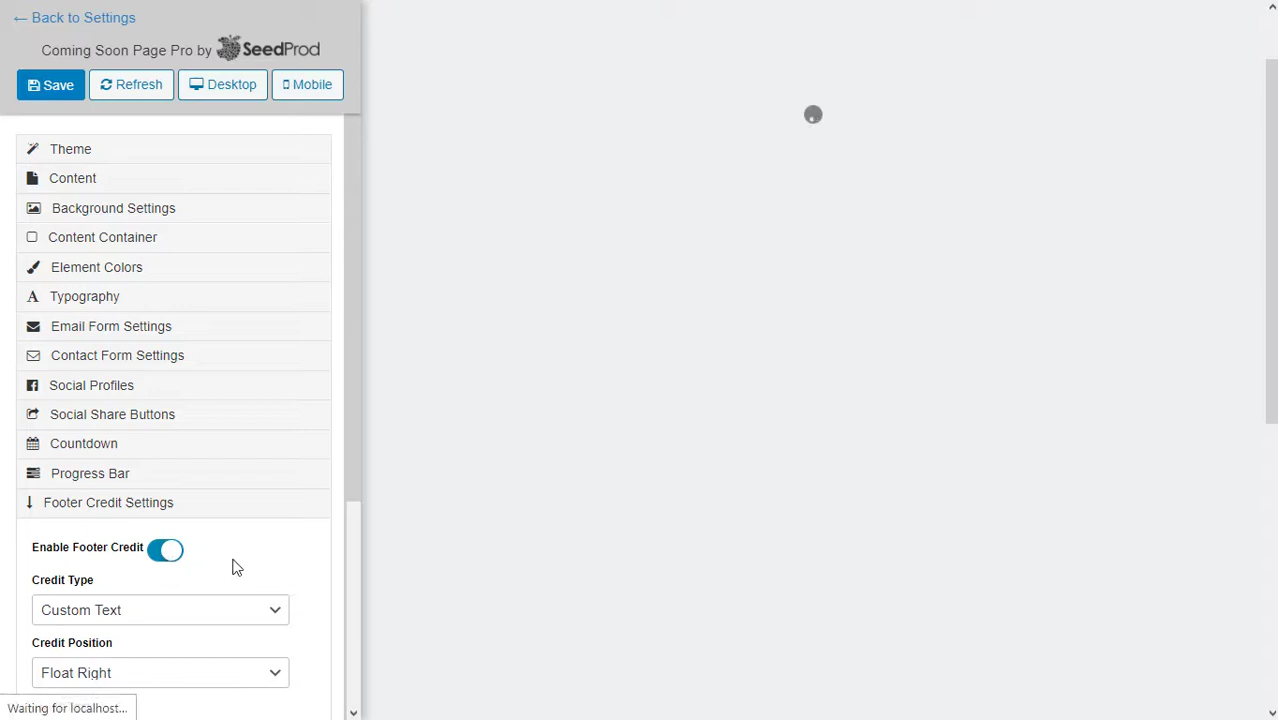 ← Back to Settings
Coming Soon Page Pro by SeedProd
Save Refresh Desktop Mobile
Theme
Content
Background Settings
Content Container
Element Colors
Typography
Email Form Settings
Contact Form Settings
Social Profiles
Social Share Buttons
Countdown
Progress Bar
Footer Credit Settings
Enable Footer Credit
Credit Type
Custom Text
Credit Position
Float Right
Waiting for localhost...